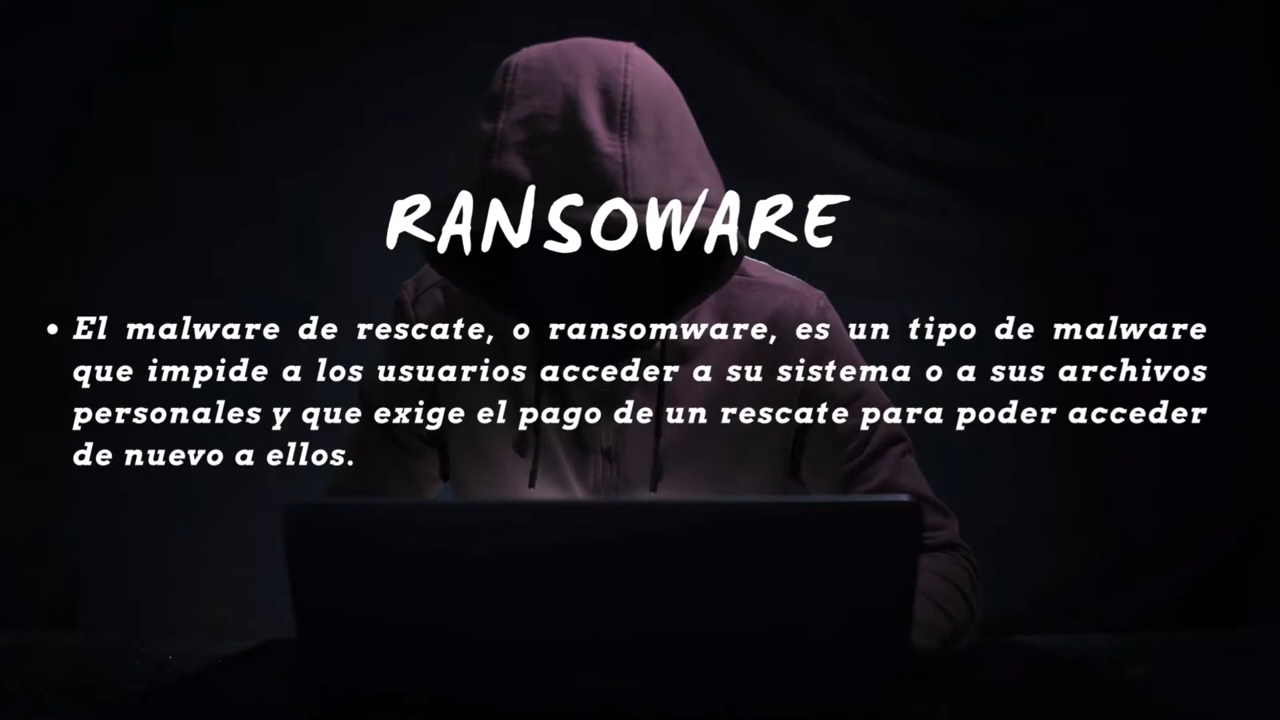 RANSOWARE
• El malware de rescate, o ransomware, es un tipo de malware
que impide a los usuarios acceder a su sistema o a sus archivos
personales y que exige el pago de un rescate para poder acceder
de nuevo a ellos.